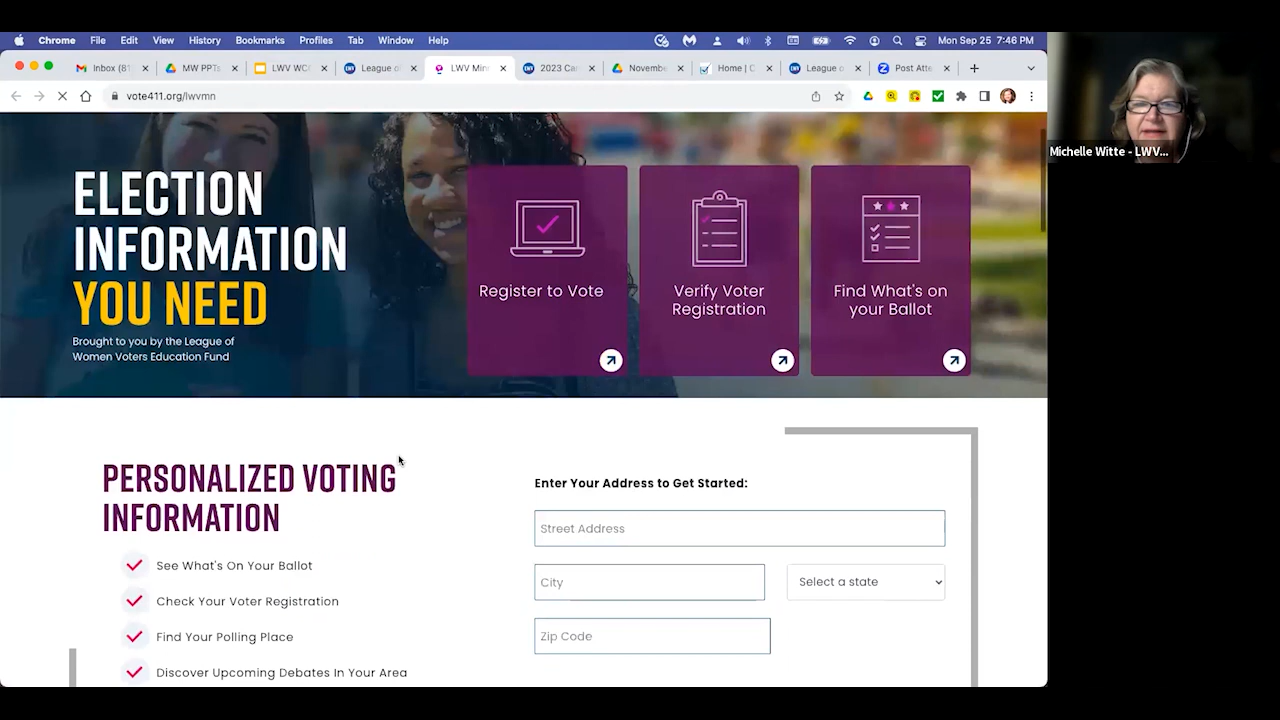 Chrome File Edit View History Bookmarks Profiles Tab Window Help Mon Sep 25 7:46 PM
Inbox (81 MW PPTs LWV WC League o LWV Min 2023 Ca Novembe Home | C League o Post Atte
vote411.org/lwvmn
ELECTION
INFORMATION
YOU NEED
Brought to you by the League of
Women Voters Education Fund
Register to Vote
Verify Voter
Registration
Find What's on
your Ballot
Michelle Witte - LWV...
PERSONALIZED VOTING
INFORMATION
See What's On Your Ballot
Check Your Voter Registration
Find Your Polling Place
Discover Upcoming Debates In Your Area
Enter Your Address to Get Started:
Street Address
City
Select a state
Zip Code